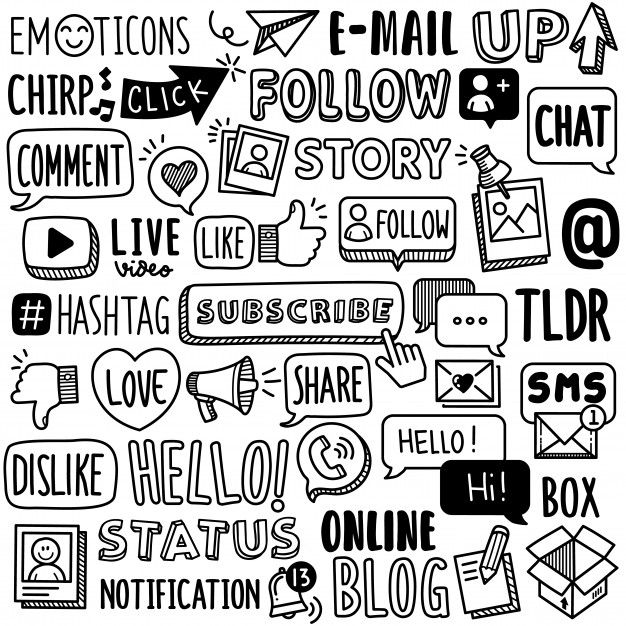 EMOTICONS
E-MAIL
UP
CHIRP
CLICK
FOLLOW
+
CHAT
COMMENT
STORY
LIVE
video
LIKE
FOLLOW
@
# HASHTAG
SUBSCRIBE
...
TLDR
LOVE
SHARE
SMS
1
DISLIKE
HELLO!
HELLO!
Hi!
BOX
STATUS
ONLINE
NOTIFICATION
13
BLOG